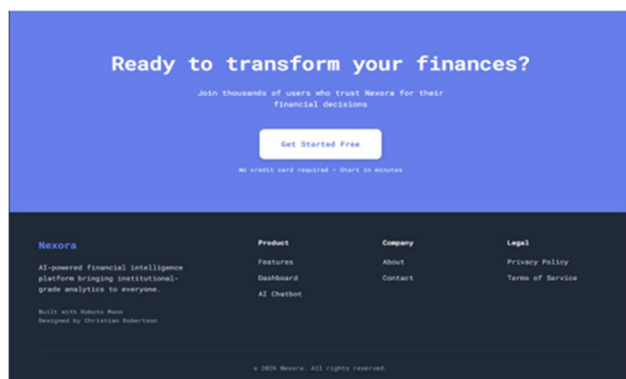 Ready to transform your finances?
Join thousands of users who trust Nexora for their
financial decisions
Get Started Free
No credit card required • Start in minutes
Nexora
AI-powered financial intelligence
platform bringing institutional-
grade analytics to everyone.
Built with Roboto Mono
Designed by Christian Robertson
Product
Features
Dashboard
AI Chatbot
Company
About
Contact
Legal
Privacy Policy
Terms of Service
© 2026 Nexora. All rights reserved.